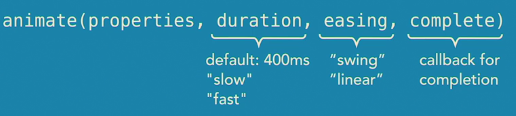 animate(properties, duration, easing, complete)
default: 400ms "swing" callback for
"slow" "linear" completion
"fast"